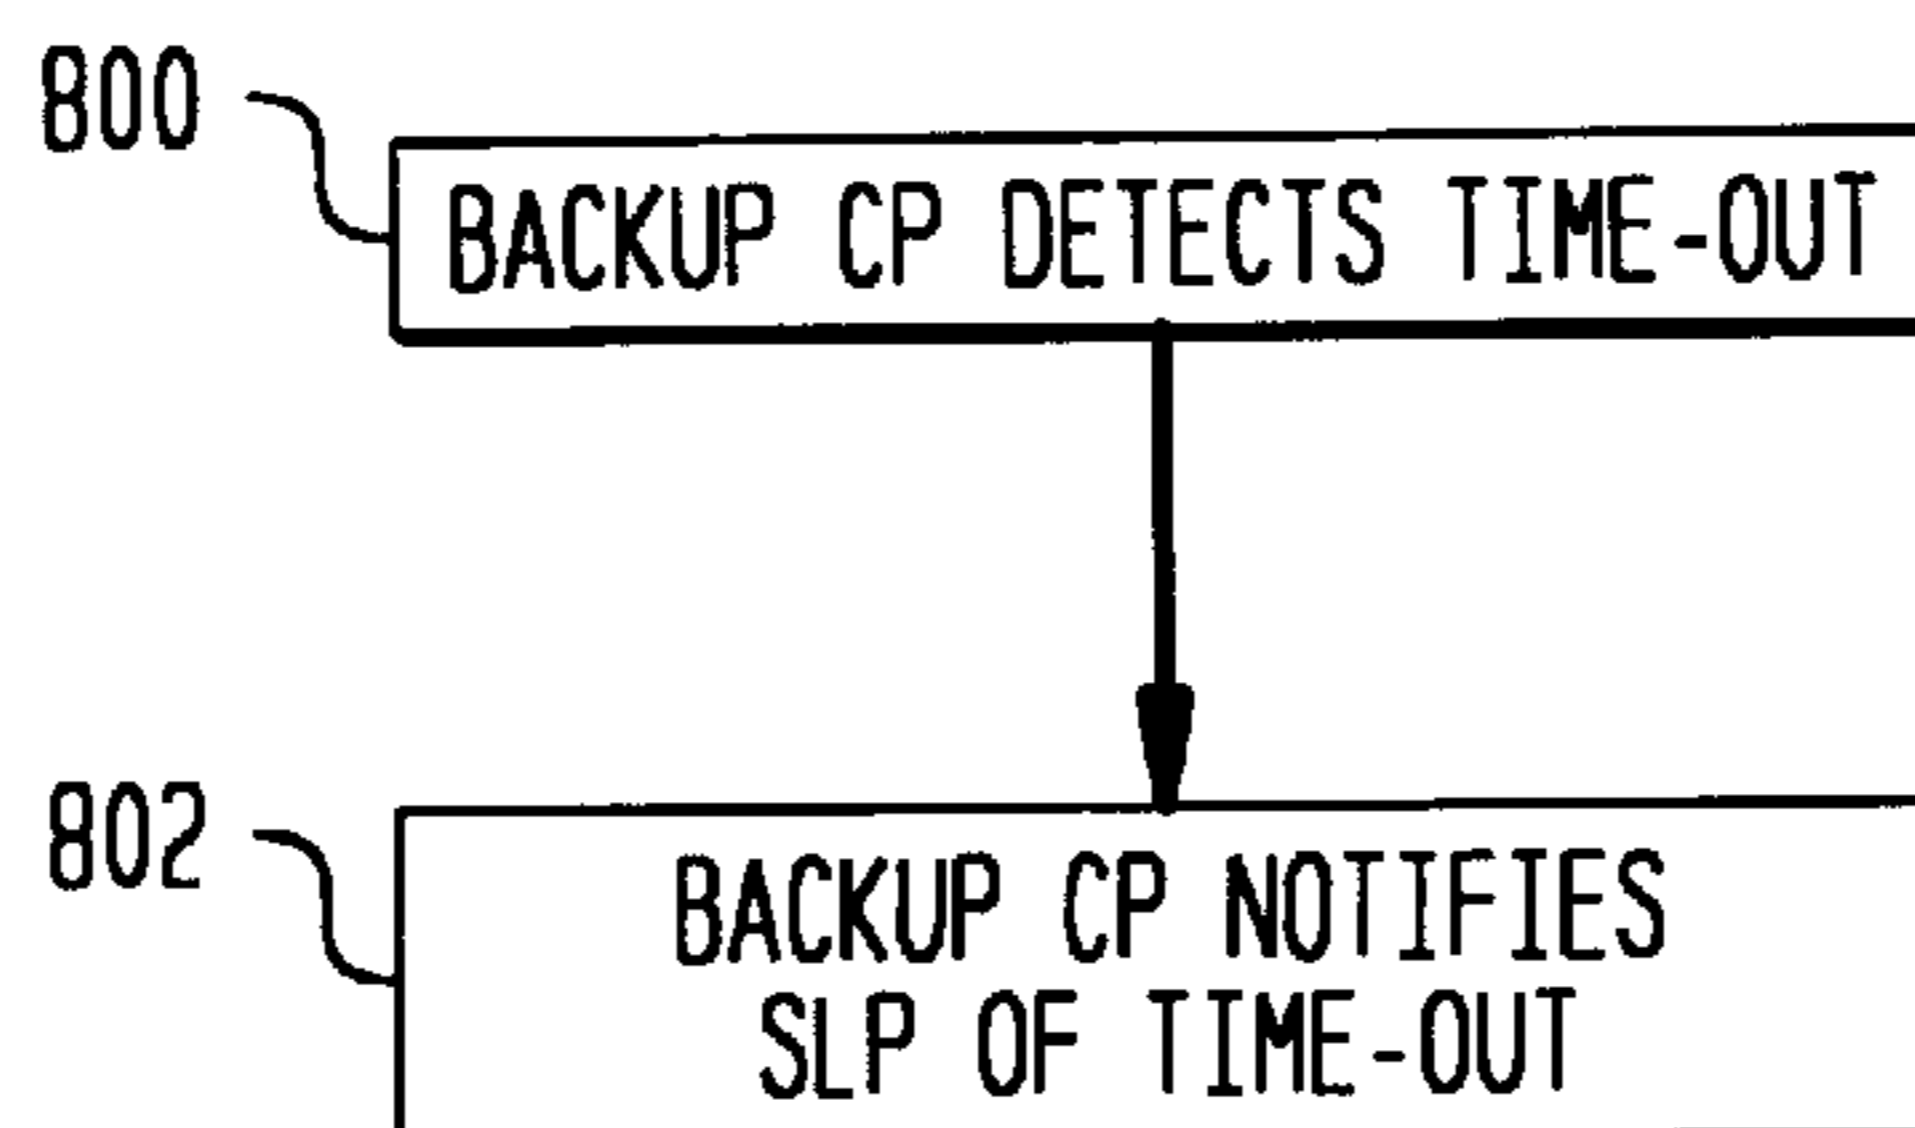 800
BACKUP CP DETECTS TIME-OUT
802
BACKUP CP NOTIFIES
SLP OF TIME-OUT